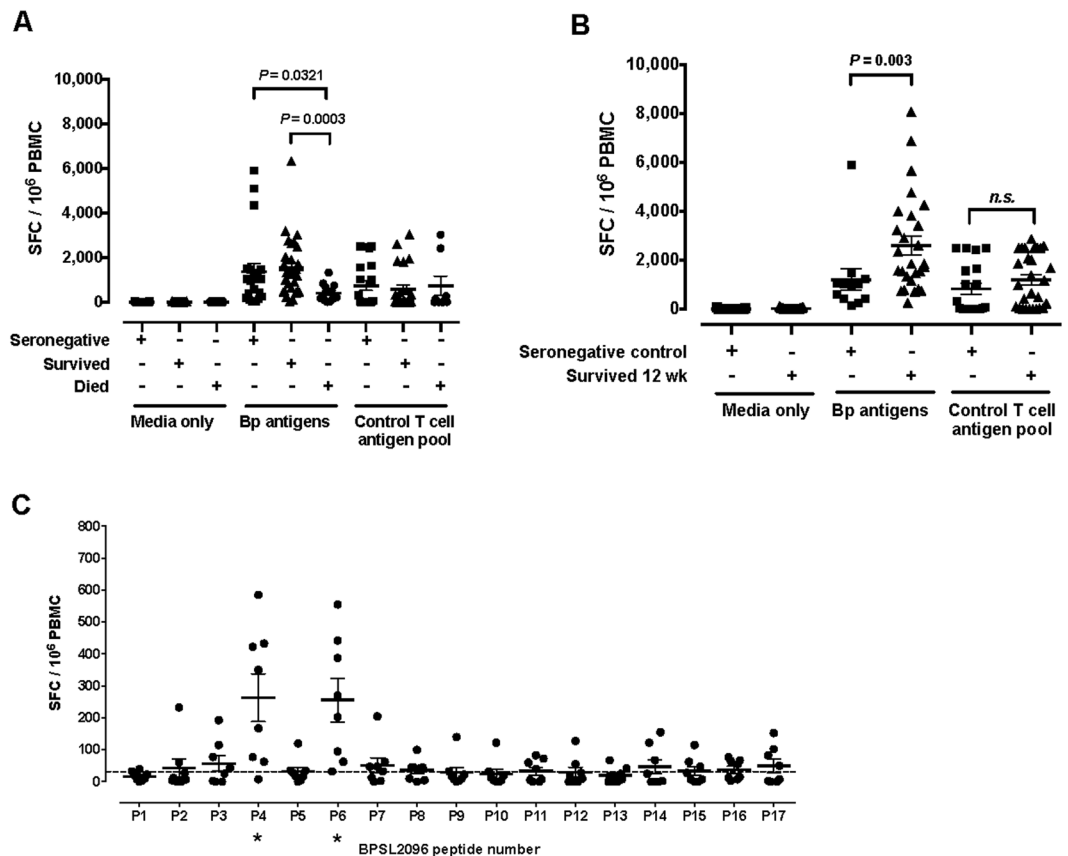 A
SFC / 10⁶ PBMC
10,000
8,000
6,000
4,000
2,000
0
P = 0.0321
P = 0.0003
Seronegative + - - + - - + - -
Survived - + - - + - - + -
Died - - + - - + - - +
Media only Bp antigens Control T cell
antigen pool
B
SFC / 10⁶ PBMC
10,000
8,000
6,000
4,000
2,000
0
P = 0.003
n.s.
Seronegative control + - + - + -
Survived 12 wk - + - + - +
Media only Bp antigens Control T cell
antigen pool
C
SFC / 10⁶ PBMC
800
700
600
500
400
300
200
100
0
P1 P2 P3 P4 P5 P6 P7 P8 P9 P10 P11 P12 P13 P14 P15 P16 P17
* *
BPSL2096 peptide number